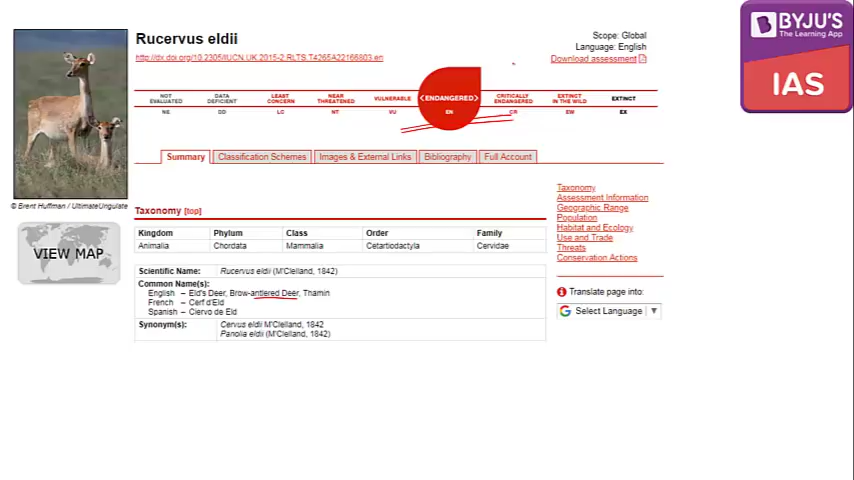 Rucervus eldii
http://dx.doi.org/10.2305/IUCN.UK.2015-2.RLTS.T4265A22166803.en
Scope: Global
Language: English
Download assessment
BYJU'S
The Learning App
IAS
NOT EVALUATED
DATA DEFICIENT
LEAST CONCERN
NEAR THREATENED
VULNERABLE
<ENDANGERED>
CRITICALLY ENDANGERED
EXTINCT IN THE WILD
EXTINCT
NE DD LC NT VU EN CR EW EX
Summary Classification Schemes Images & External Links Bibliography Full Account
© Brent Huffman / UltimateUngulate
VIEW MAP
Taxonomy [top]
Kingdom Phylum Class Order Family
Animalia Chordata Mammalia Cetartiodactyla Cervidae
Scientific Name: Rucervus eldii (M'Clelland, 1842)
Common Name(s):
English – Eld's Deer, Brow-antlered Deer, Thamin
French – Cerf d'Eld
Spanish – Ciervo de Eld
Synonym(s): Cervus eldii M'Clelland, 1842
Panolia eldii (M'Clelland, 1842)
Taxonomy
Assessment Information
Geographic Range
Population
Habitat and Ecology
Use and Trade
Threats
Conservation Actions
Translate page into:
Select Language